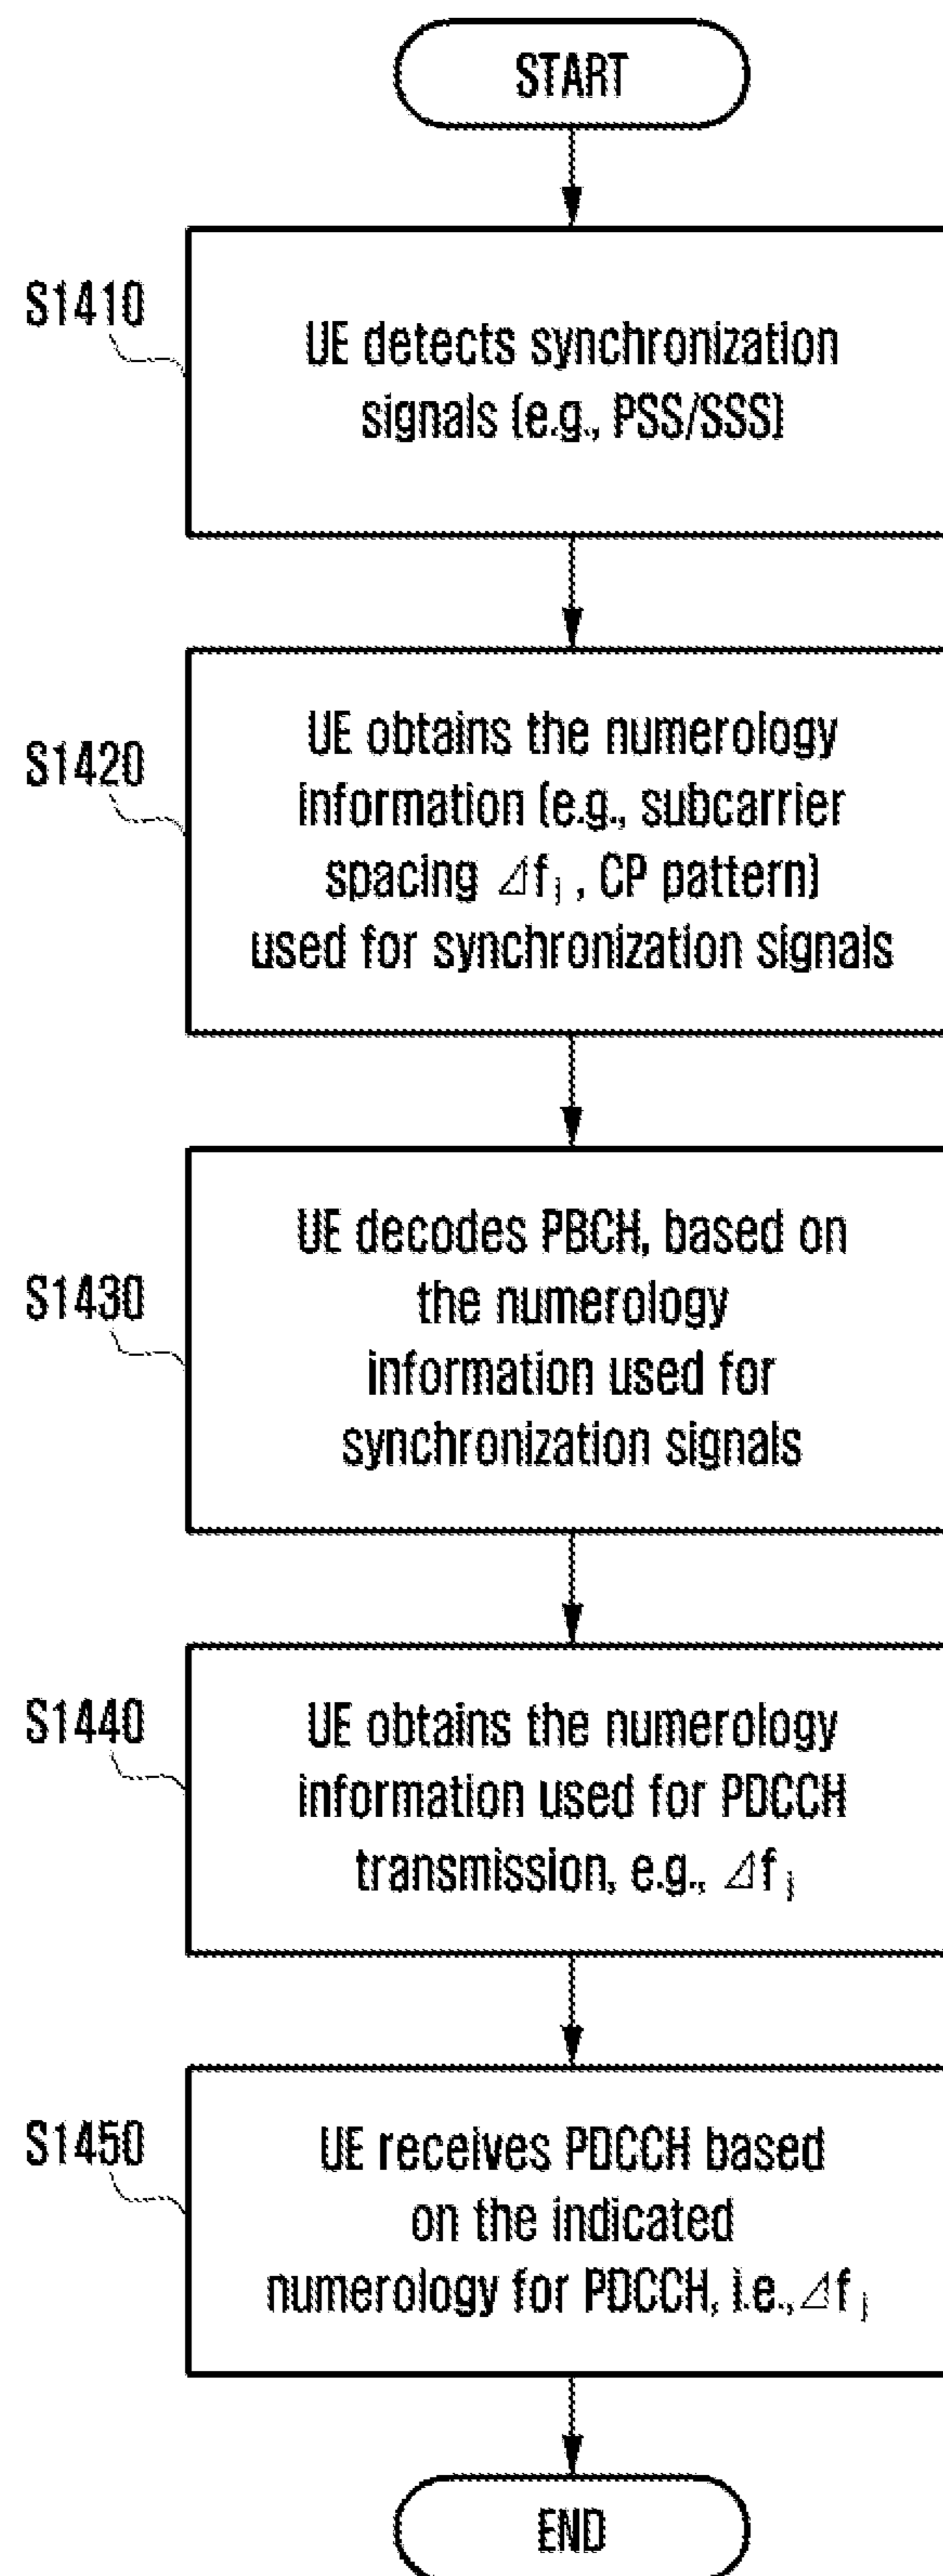 START
S1410
UE detects synchronization
signals (e.g., PSS/SSS)
S1420
UE obtains the numerology
information (e.g., subcarrier
spacing ⊿f i , CP pattern)
used for synchronization signals
S1430
UE decodes PBCH, based on
the numerology
information used for
synchronization signals
S1440
UE obtains the numerology
information used for PDCCH
transmission, e.g., ⊿f j
S1450
UE receives PDCCH based
on the indicated
numerology for PDCCH, i.e., ⊿f j
END